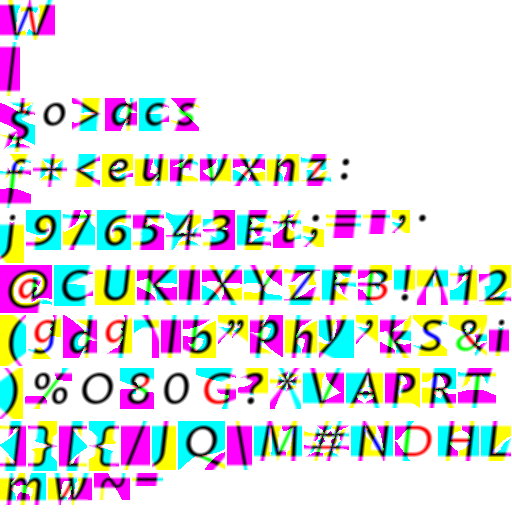 W
|
$ o > a c s
f + < e u r v x n z :
j 9 7 6 5 4 3 E t ; = - , .
@ C U K I X Y Z F B ! ^ 1 2
( g d q ` l b " p h y ' k S & i
) % O 8 0 G ? * V A P R T
] } [ { / J Q \ M # N D H L
m w ~ _